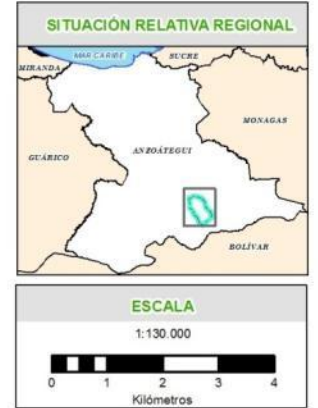 SITUACIÓN RELATIVA REGIONAL
MAR CARIBE
SUCRE
MIRANDA
MONAGAS
ANZOÁTEGUI
GUÁRICO
BOLÍVAR
ESCALA
1:130.000
0 1 2 3 4
Kilómetros